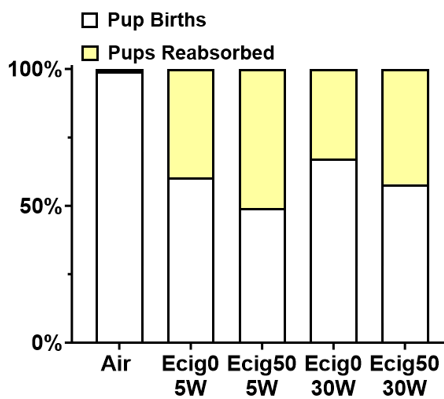 Pup Births
Pups Reabsorbed
100%
50%
0%
Air
Ecig0 5W
Ecig50 5W
Ecig0 30W
Ecig50 30W